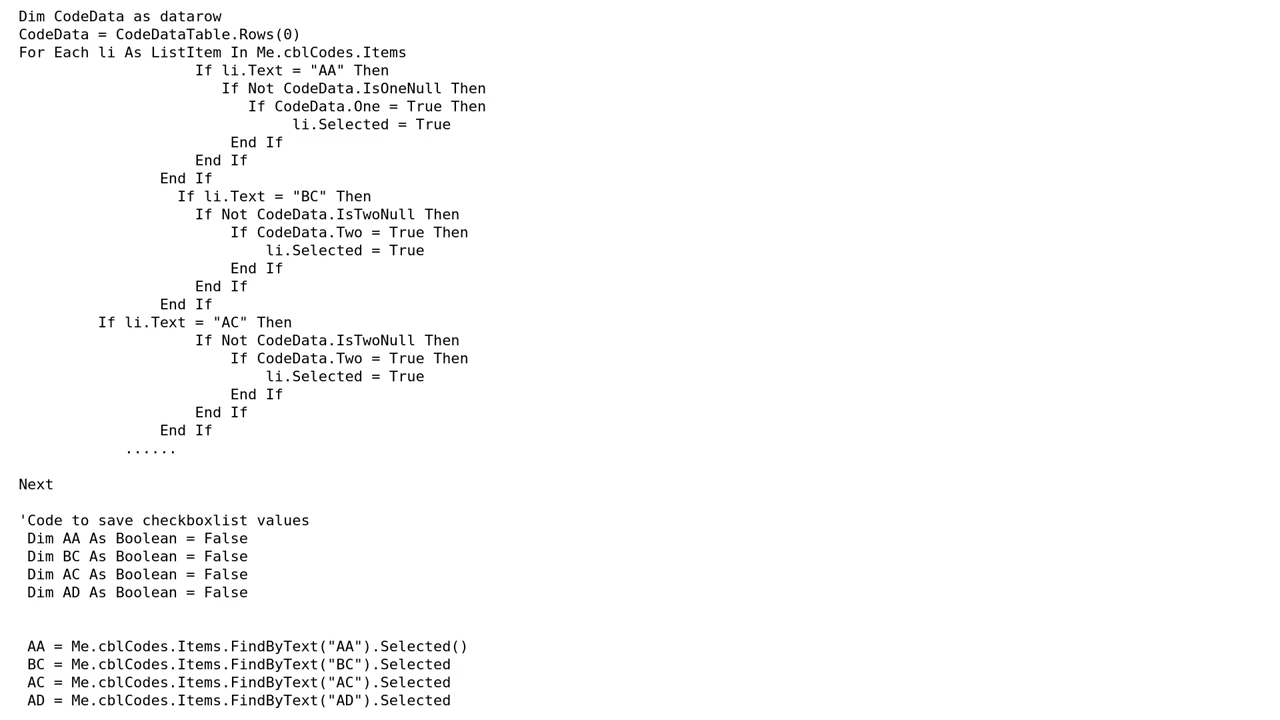 Dim CodeData as datarow
CodeData = CodeDataTable.Rows(0)
For Each li As ListItem In Me.cblCodes.Items
                    If li.Text = "AA" Then
                       If Not CodeData.IsOneNull Then
                          If CodeData.One = True Then
                               li.Selected = True
                        End If
                    End If
                End If
                  If li.Text = "BC" Then
                    If Not CodeData.IsTwoNull Then
                        If CodeData.Two = True Then
                            li.Selected = True
                        End If
                    End If
                End If
         If li.Text = "AC" Then
                    If Not CodeData.IsTwoNull Then
                        If CodeData.Two = True Then
                            li.Selected = True
                        End If
                    End If
                End If
            ......
Next
'Code to save checkboxlist values
 Dim AA As Boolean = False
 Dim BC As Boolean = False
 Dim AC As Boolean = False
 Dim AD As Boolean = False
 AA = Me.cblCodes.Items.FindByText("AA").Selected()
 BC = Me.cblCodes.Items.FindByText("BC").Selected
 AC = Me.cblCodes.Items.FindByText("AC").Selected
 AD = Me.cblCodes.Items.FindByText("AD").Selected